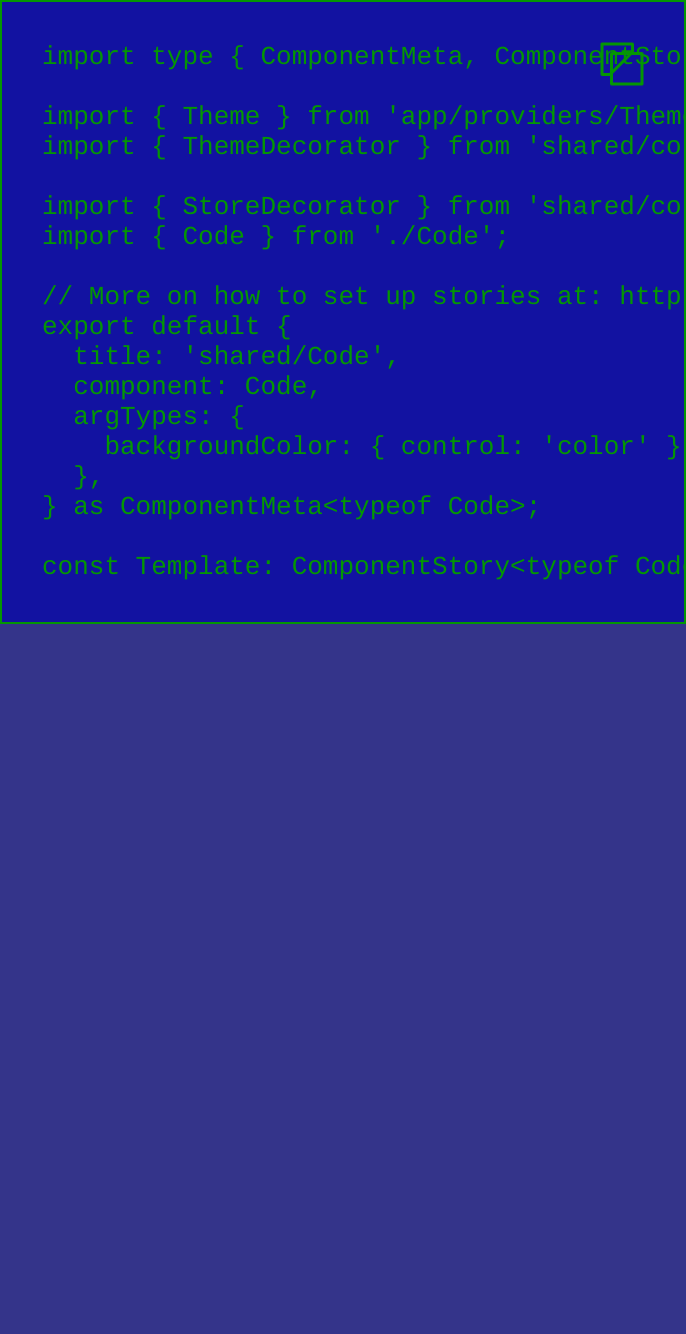 import type { ComponentMeta, ComponentSto
import { Theme } from 'app/providers/Them
import { ThemeDecorator } from 'shared/co
import { StoreDecorator } from 'shared/co
import { Code } from './Code';
// More on how to set up stories at: http
export default {
  title: 'shared/Code',
  component: Code,
  argTypes: {
    backgroundColor: { control: 'color' }
  },
} as ComponentMeta<typeof Code>;
const Template: ComponentStory<typeof Cod